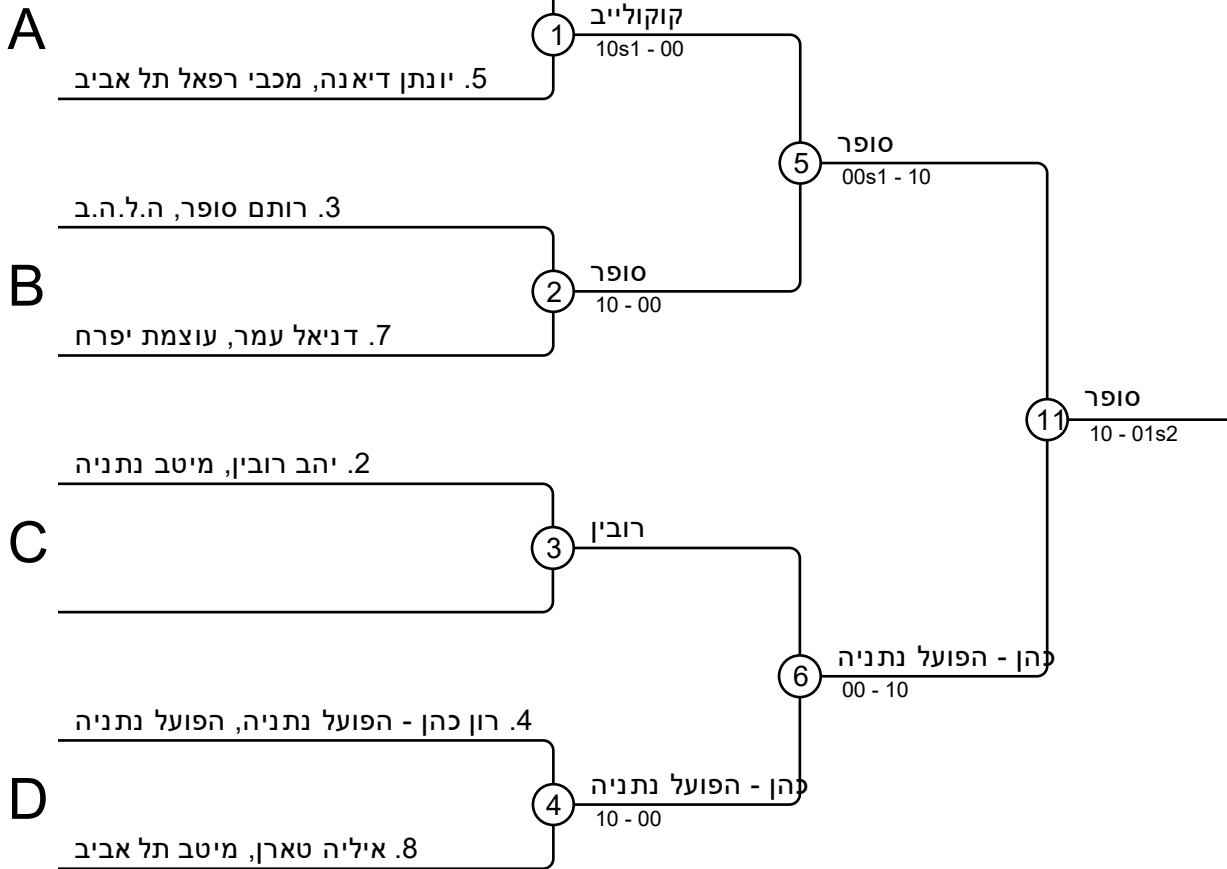 A
1
קוקולייב
10s1 - 00
5. יונתן דיאנה, מכבי רפאל תל אביב
5
סופר
00s1 - 10
3. רותם סופר, ה.ל.ה.ב
B
2
סופר
10 - 00
7. דניאל עמר, עוצמת יפרח
11
סופר
10 - 01s2
2. יהב רובין, מיטב נתניה
C
3
רובין
6
כהן - הפועל נתניה
00 - 10
4. רון כהן - הפועל נתניה, הפועל נתניה
D
4
כהן - הפועל נתניה
10 - 00
8. איליה טארן, מיטב תל אביב